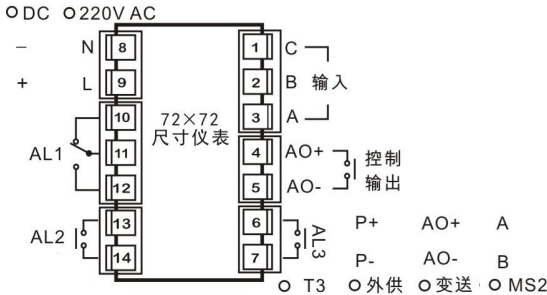 DC 220V AC
− N 8 1 C
+ L 9 2 B 输入
10 3 A
72×72
尺寸仪表
AL1 11 4 AO+ 控制
12 5 AO- 输出
AL2 13 6 AL3 P+ AO+ A
14 7 P- AO- B
T3 外供 变送 MS2